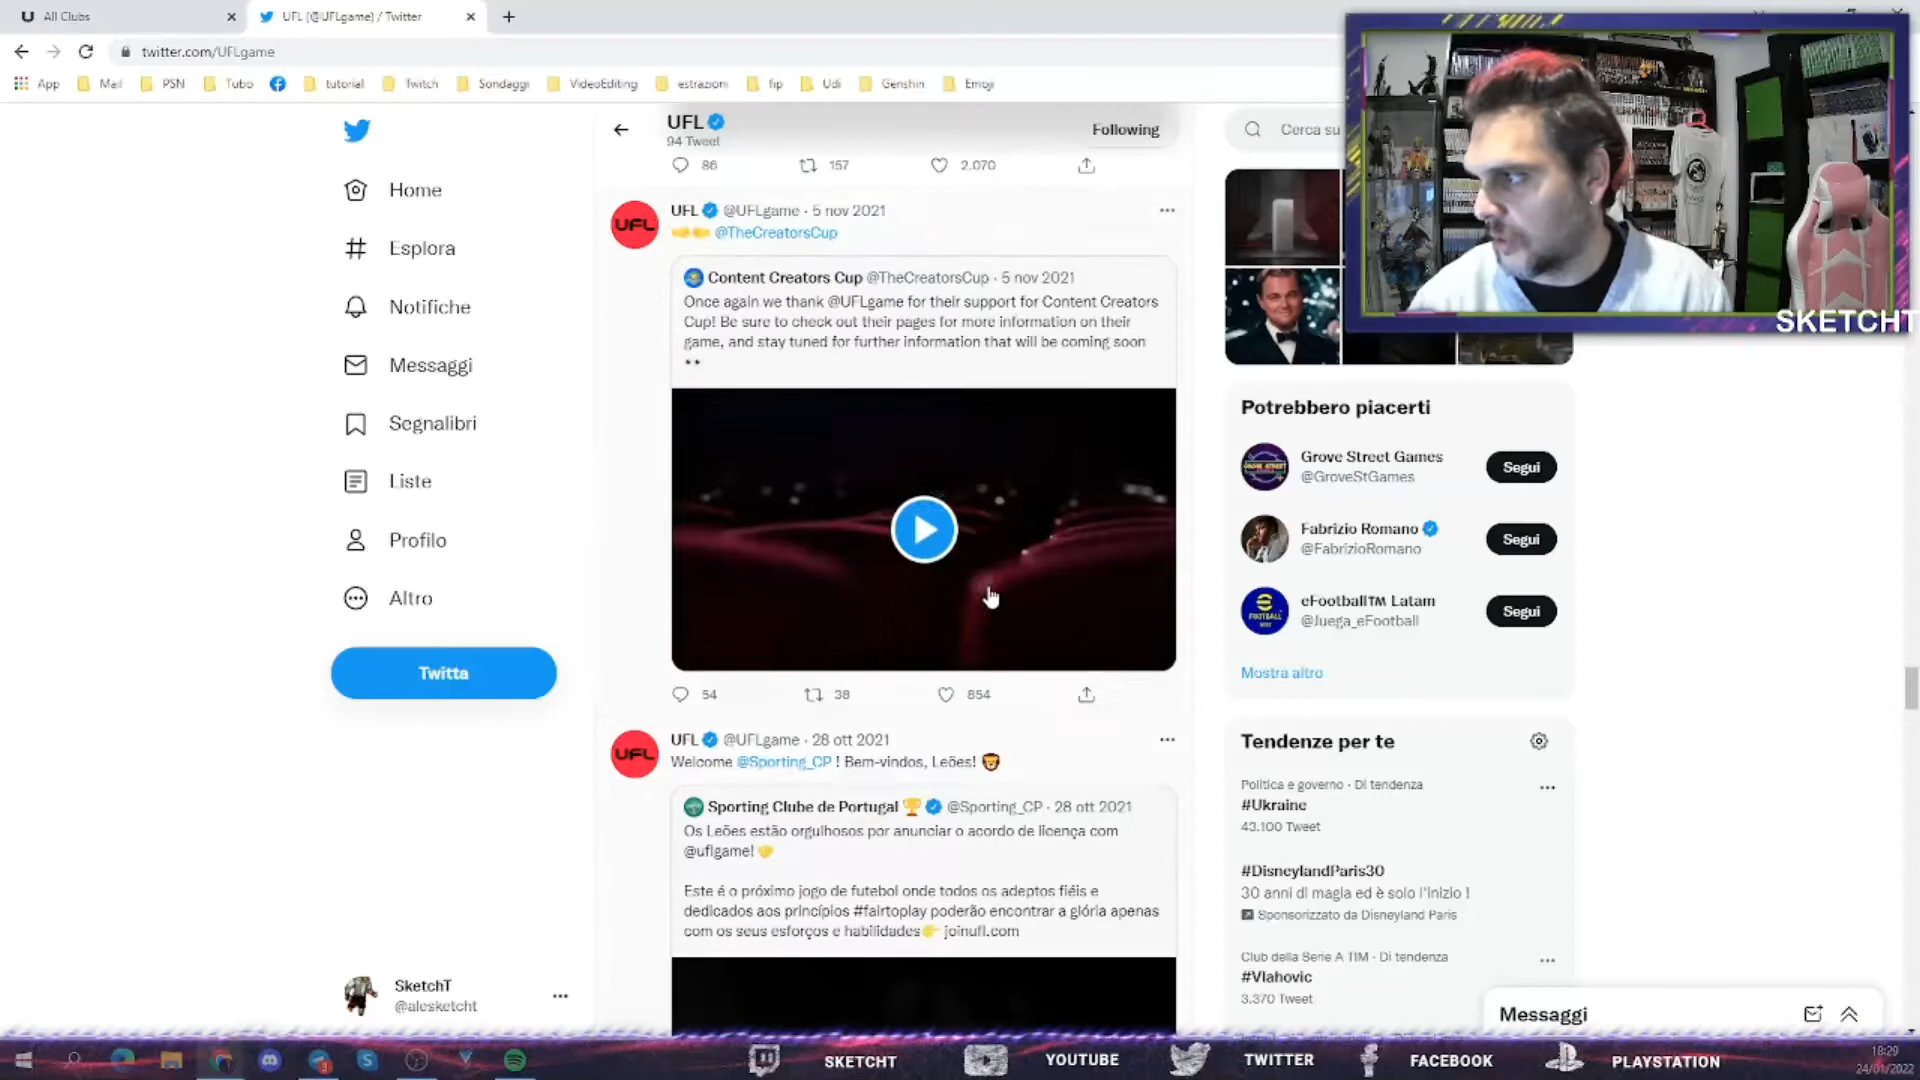 All Clubs
UFL (@UFLgame) / Twitter
twitter.com/UFLgame
App
Mail
PSN
Tubo
tutorial
Twitch
Sondaggi
VideoEditing
estrazioni
fip
Udi
Genshin
Emoji
UFL
94 Tweet
Following
Cerca su
86
157
2.070
Home
Esplora
Notifiche
Messaggi
Segnalibri
Liste
Profilo
Altro
Twitta
SketchT
@alesketcht
UFL @UFLgame · 5 nov 2021
@TheCreatorsCup
Content Creators Cup @TheCreatorsCup · 5 nov 2021
Once again we thank @UFLgame for their support for Content Creators
Cup! Be sure to check out their pages for more information on their
game, and stay tuned for further information that will be coming soon
54
38
854
UFL @UFLgame · 28 ott 2021
Welcome @Sporting_CP ! Bem-vindos, Leões!
Sporting Clube de Portugal @Sporting_CP · 28 ott 2021
Os Leões estão orgulhosos por anunciar o acordo de licença com
@uflgame!
Este é o próximo jogo de futebol onde todos os adeptos fiéis e
dedicados aos princípios #fairtoplay poderão encontrar a glória apenas
com os seus esforços e habilidades joinufl.com
UFL
UFL
SKETCHT
Potrebbero piacerti
Grove Street Games
@GroveStGames
Segui
Fabrizio Romano
@FabrizioRomano
Segui
eFootball™ Latam
@Juega_eFootball
Segui
Mostra altro
Tendenze per te
Politica e governo · Di tendenza
#Ukraine
43.100 Tweet
#DisneylandParis30
30 anni di magia ed è solo l'inizio !
Sponsorizzato da Disneyland Paris
Club della Serie A TIM · Di tendenza
#Vlahovic
3.370 Tweet
Messaggi
SKETCHT
YOUTUBE
TWITTER
FACEBOOK
PLAYSTATION
18:29
24/01/2022